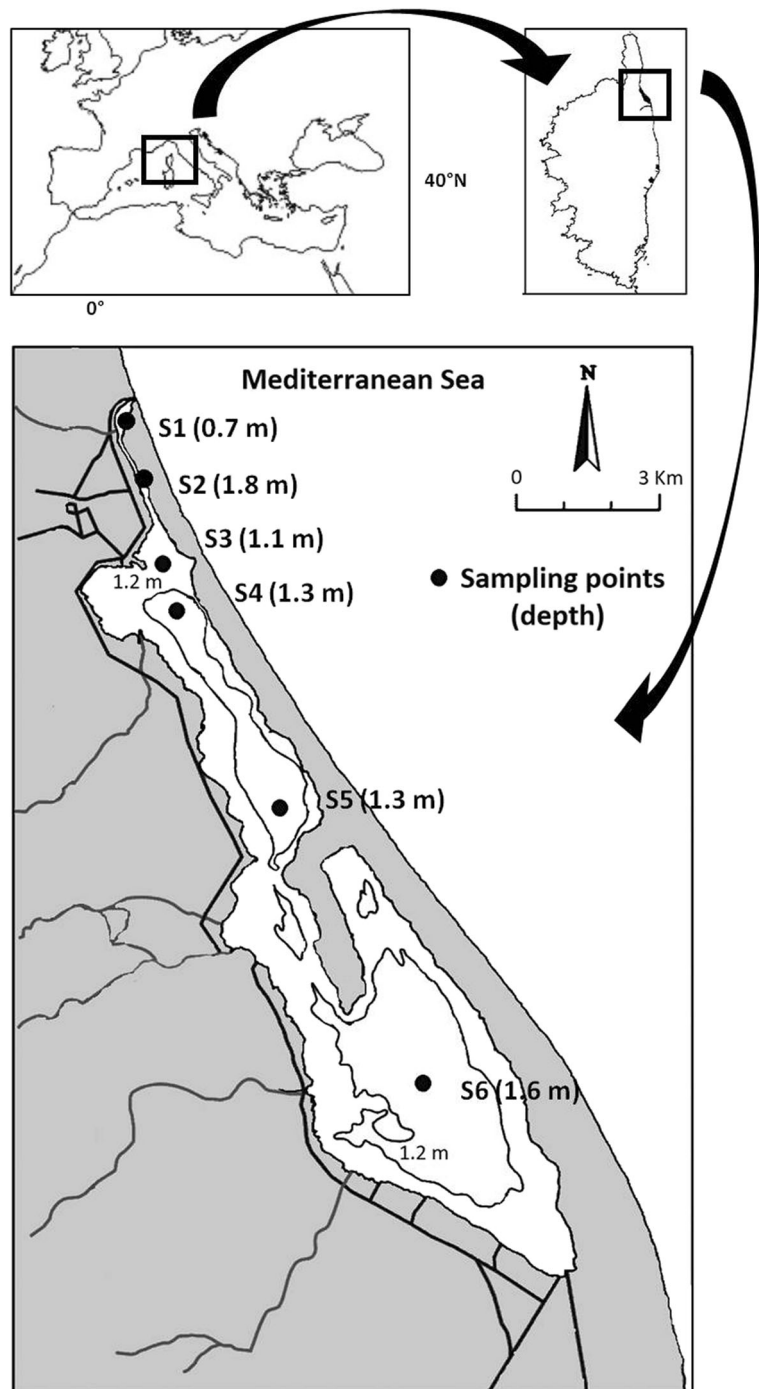 40°N
0°
Mediterranean Sea
N
S1 (0.7 m)
0 3 Km
S2 (1.8 m)
S3 (1.1 m)
1.2 m
S4 (1.3 m)
Sampling points
(depth)
S5 (1.3 m)
S6 (1.6 m)
1.2 m